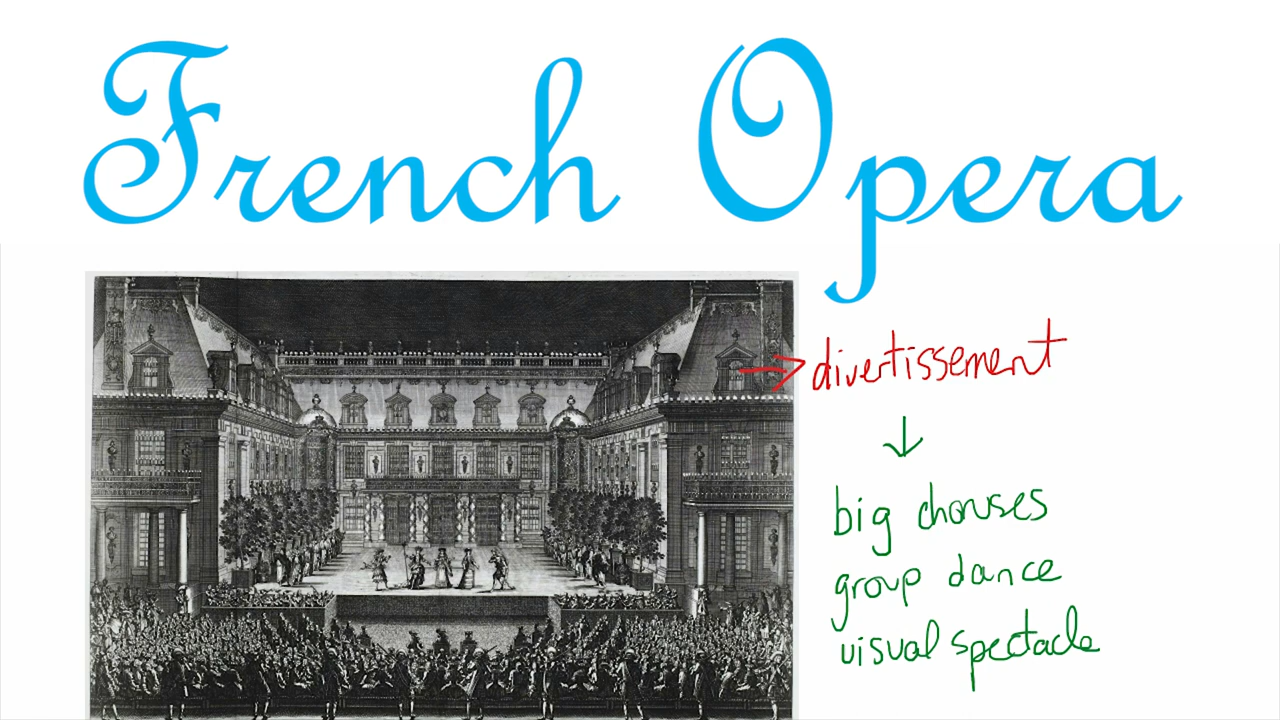 French Opera
divertissement
big choruses
group dance
visual spectacle